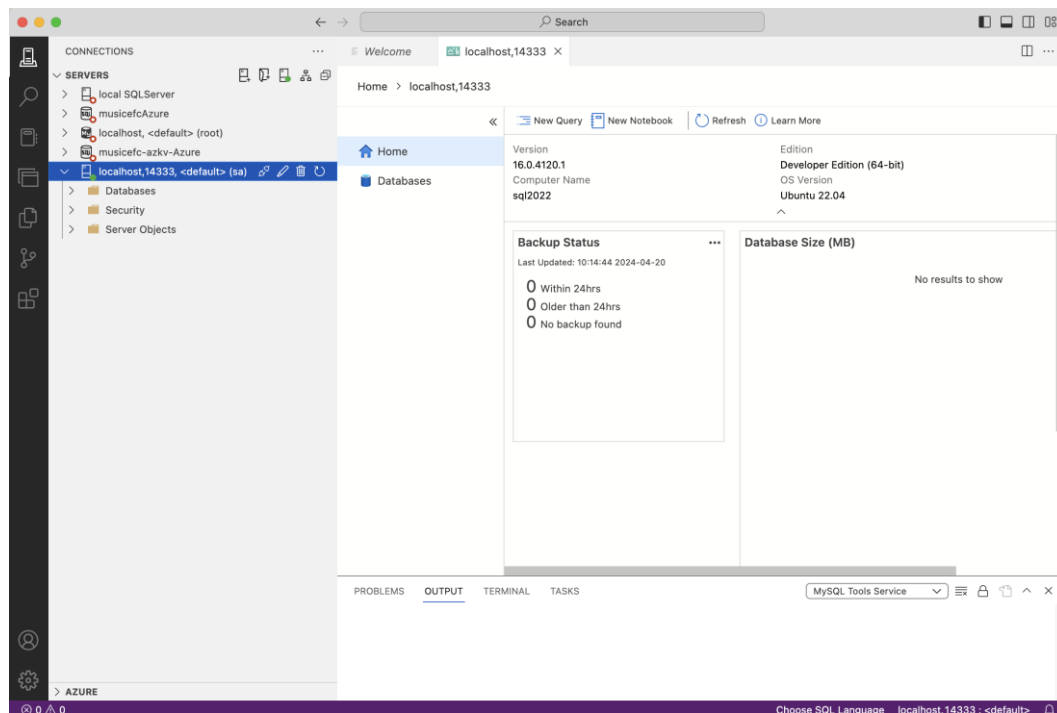 Search
CONNECTIONS
SERVERS
local SQLServer
musicefcAzure
localhost, <default> (root)
musicefc-azkv-Azure
localhost,14333, <default> (sa)
Databases
Security
Server Objects
AZURE
Welcome
localhost,14333
Home > localhost,14333
Home
Databases
New Query
New Notebook
Refresh
Learn More
Version
16.0.4120.1
Computer Name
sql2022
Edition
Developer Edition (64-bit)
OS Version
Ubuntu 22.04
Backup Status
Last Updated: 10:14:44 2024-04-20
0 Within 24hrs
0 Older than 24hrs
0 No backup found
Database Size (MB)
No results to show
PROBLEMS OUTPUT TERMINAL TASKS
MySQL Tools Service
0 0
Choose SQL Language localhost,14333 : <default>